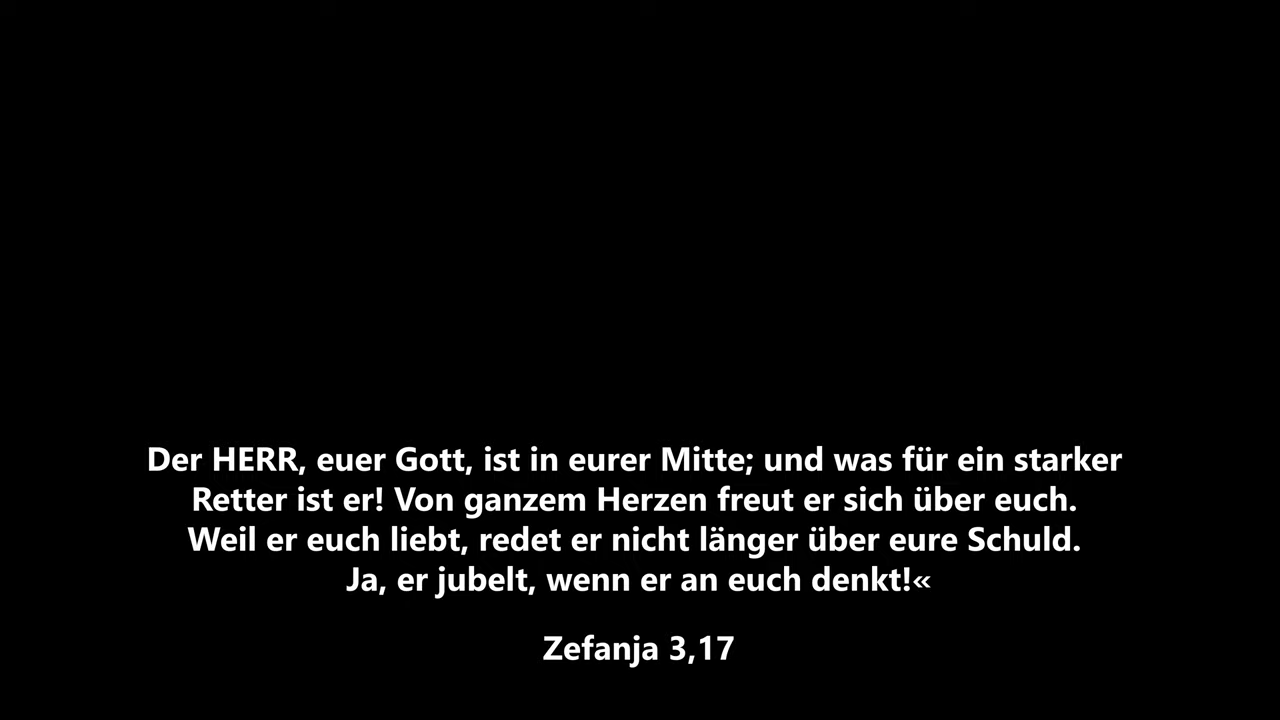 Der HERR, euer Gott, ist in eurer Mitte; und was für ein starker
Retter ist er! Von ganzem Herzen freut er sich über euch.
Weil er euch liebt, redet er nicht länger über eure Schuld.
Ja, er jubelt, wenn er an euch denkt!«
Zefanja 3,17